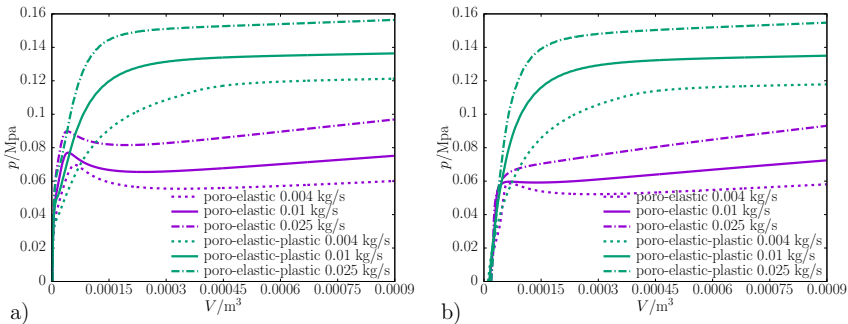 0.16
0.14
0.12
0.1
0.08
0.06
0.04
0.02
0
p/Mpa
poro-elastic 0.004 kg/s
poro-elastic 0.01 kg/s
poro-elastic 0.025 kg/s
poro-elastic-plastic 0.004 kg/s
poro-elastic-plastic 0.01 kg/s
poro-elastic-plastic 0.025 kg/s
0 0.00015 0.0003 0.00045 0.0006 0.00075 0.0009
V/m³
a)
0.16
0.14
0.12
0.1
0.08
0.06
0.04
0.02
0
p/Mpa
poro-elastic 0.004 kg/s
poro-elastic 0.01 kg/s
poro-elastic 0.025 kg/s
poro-elastic-plastic 0.004 kg/s
poro-elastic-plastic 0.01 kg/s
poro-elastic-plastic 0.025 kg/s
0 0.00015 0.0003 0.00045 0.0006 0.00075 0.0009
V/m³
b)